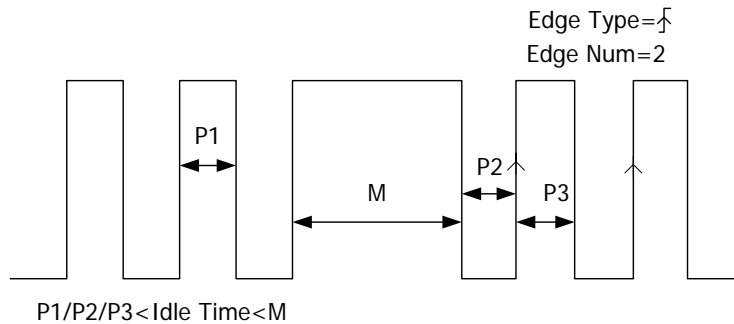 Edge Type=
Edge Num=2
P1
P2
P3
M
P1/P2/P3<Idle Time<M